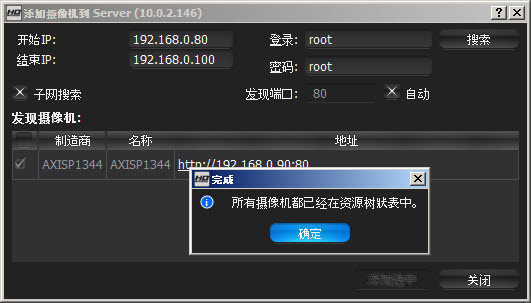 HD 添加摄像机到 Server (10.0.2.146)
开始IP: 192.168.0.80 登录: root 搜索
结束IP: 192.168.0.100 密码: root
子网搜索 发现端口: 80 自动
发现摄像机:
制造商 名称 地址
AXISP1344 AXISP1344 http://192.168.0.90:80
HD 完成
所有摄像机都已经在资源树狀表中。
确定
添加选中 关闭